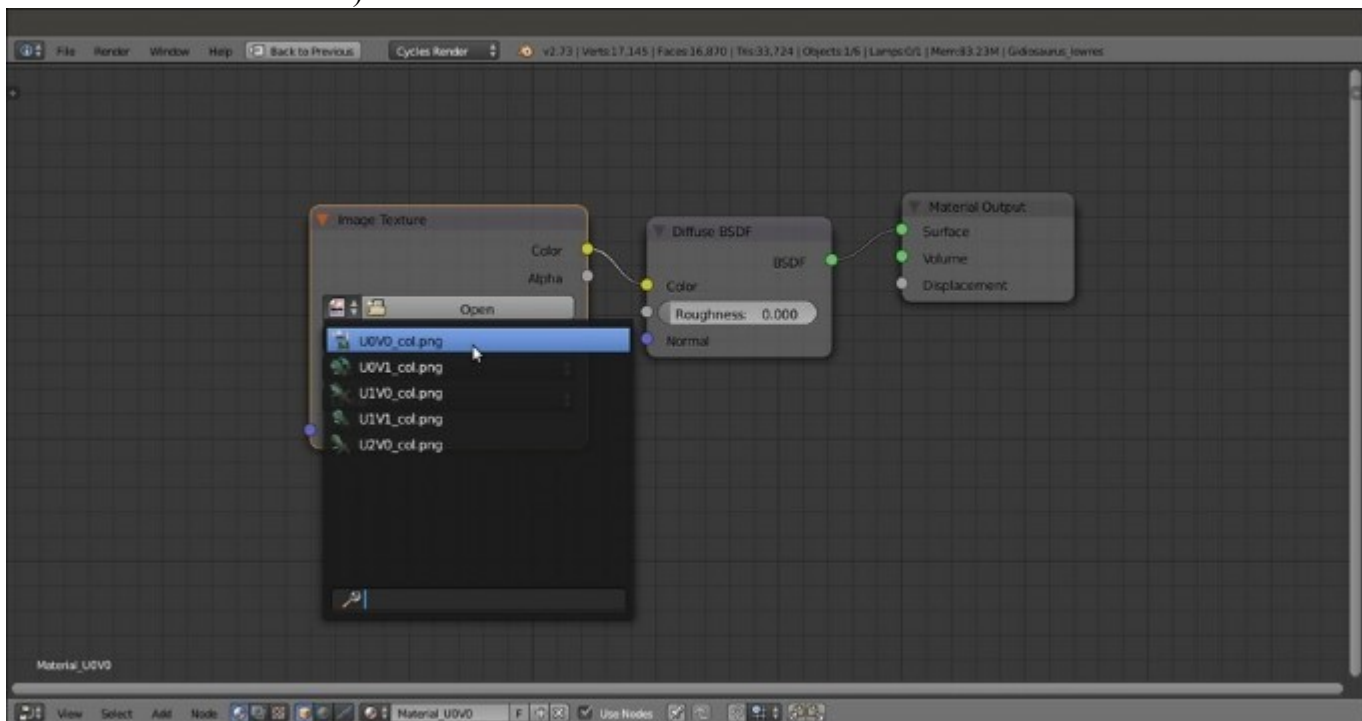 )
File Render Window Help Back to Previous Cycles Render v2.73 | Verts:17,145 | Faces:16,870 | Tris:33,724 | Objects:1/6 | Lamps:0/1 | Mem:83.23M | Gidiosaurus_lowres
Image Texture
Color
Alpha
Open
U0V0_col.png
U0V1_col.png
U1V0_col.png
U1V1_col.png
U2V0_col.png
Diffuse BSDF
BSDF
Color
Roughness: 0.000
Normal
Material Output
Surface
Volume
Displacement
Material_U0V0
View Select Add Node Material_U0V0 F Use Nodes